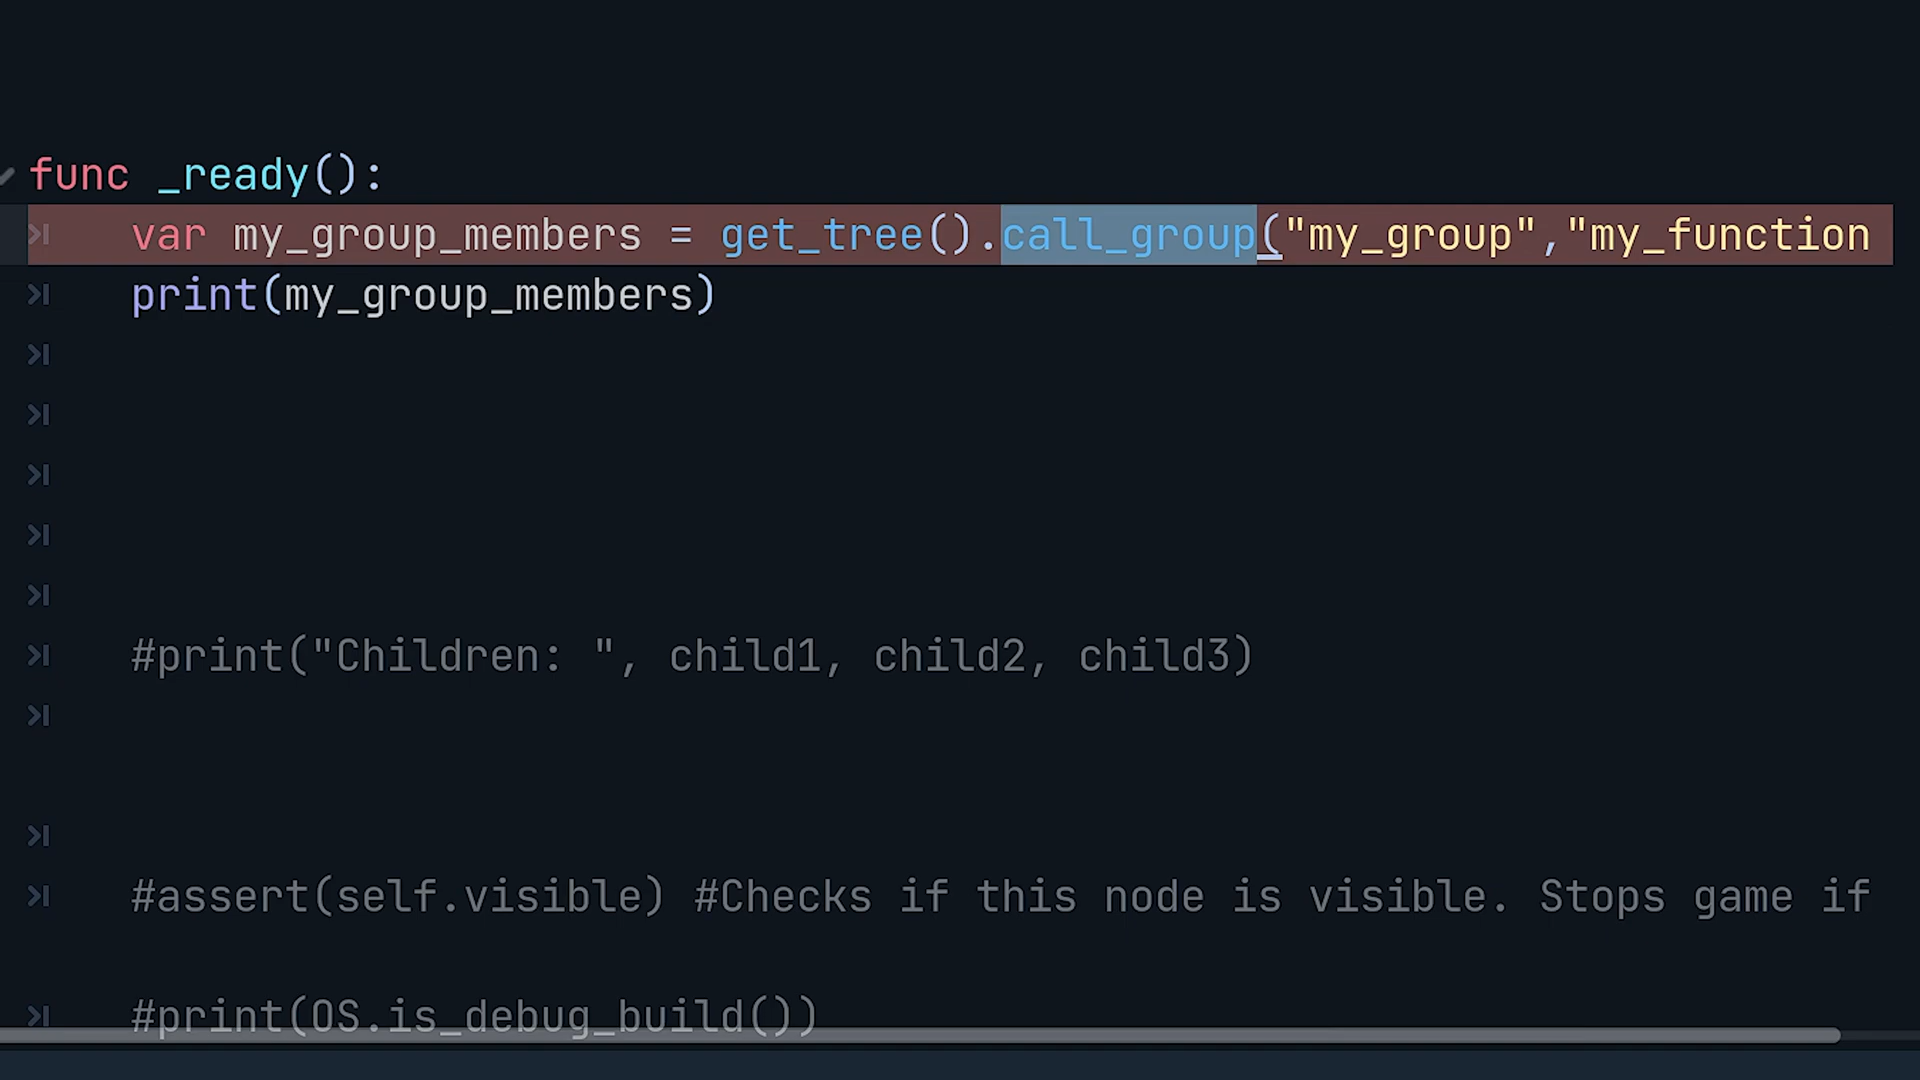 func _ready():
var my_group_members = get_tree().call_group("my_group","my_function
print(my_group_members)
#print("Children: ", child1, child2, child3)
#assert(self.visible) #Checks if this node is visible. Stops game if
#print(OS.is_debug_build())